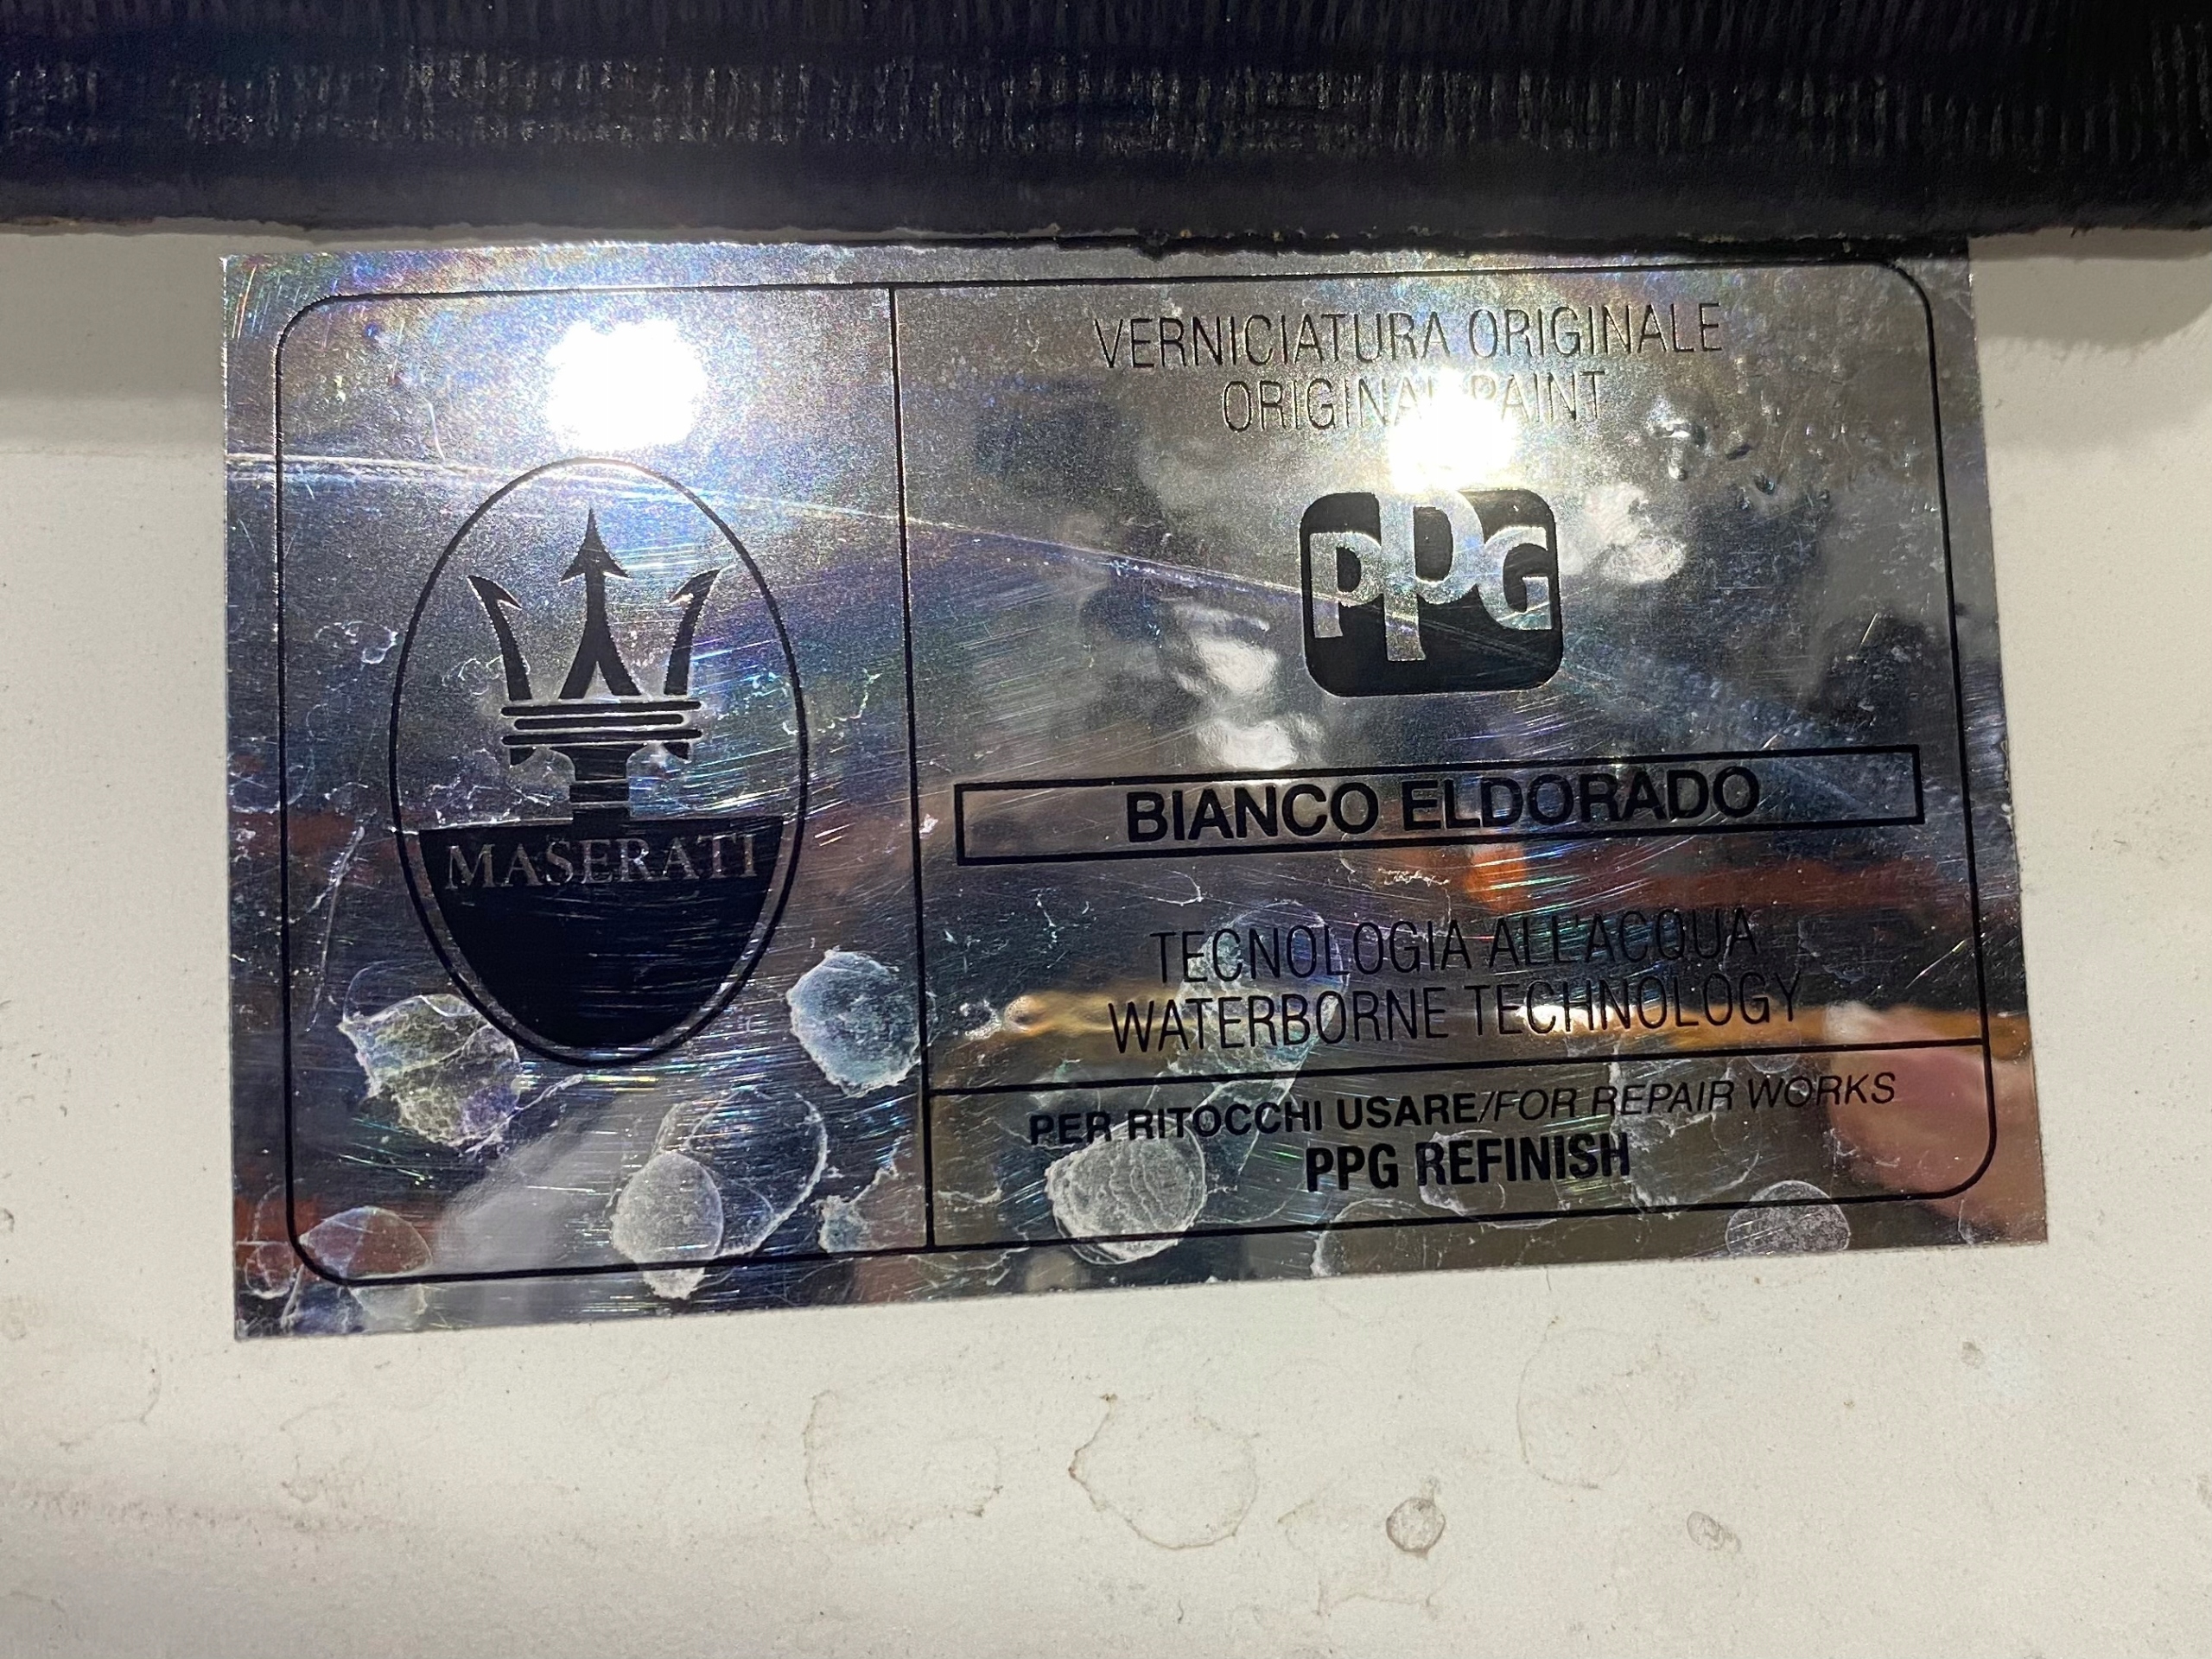 MASERATI
VERNICIATURA ORIGINALE
ORIGINAL PAINT
PPG
BIANCO ELDORADO
TECNOLOGIA ALL'ACQUA
WATERBORNE TECHNOLOGY
PER RITOCCHI USARE/FOR REPAIR WORKS
PPG REFINISH